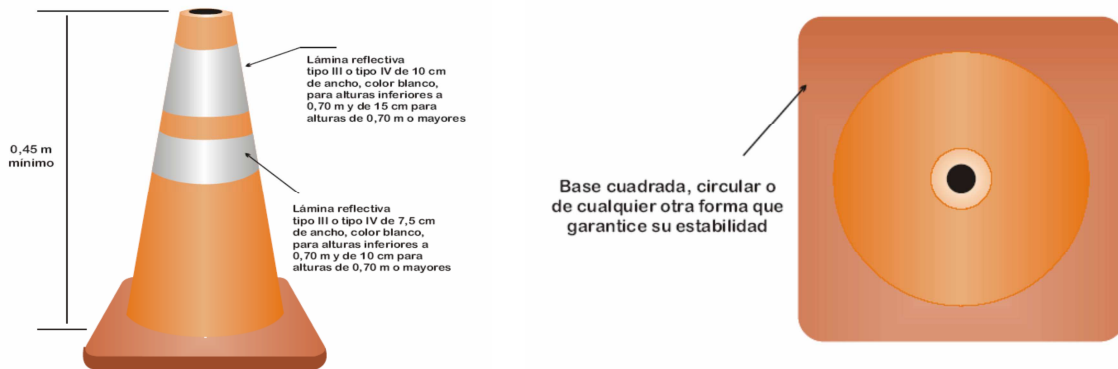 0,45 m
mínimo
Lámina reflectiva
tipo III o tipo IV de 10 cm
de ancho, color blanco,
para alturas inferiores a
0,70 m y de 15 cm para
alturas de 0,70 m o mayores
Lámina reflectiva
tipo III o tipo IV de 7,5 cm
de ancho, color blanco,
para alturas inferiores a
0,70 m y de 10 cm para
alturas de 0,70 m o mayores
Base cuadrada, circular o
de cualquier otra forma que
garantice su estabilidad